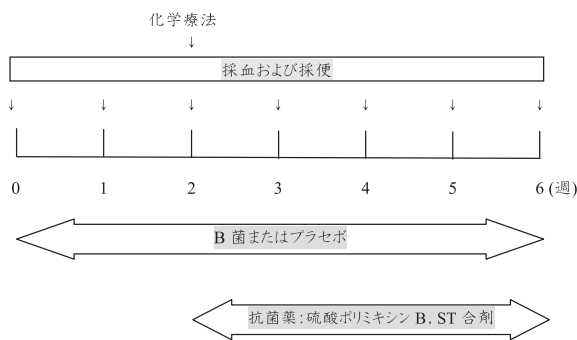 化学療法
↓
採血および採便
↓ ↓ ↓ ↓ ↓ ↓ ↓
0 1 2 3 4 5 6 (週)
B 菌またはプラセボ
抗菌薬：硫酸ポリミキシン B, ST 合剤